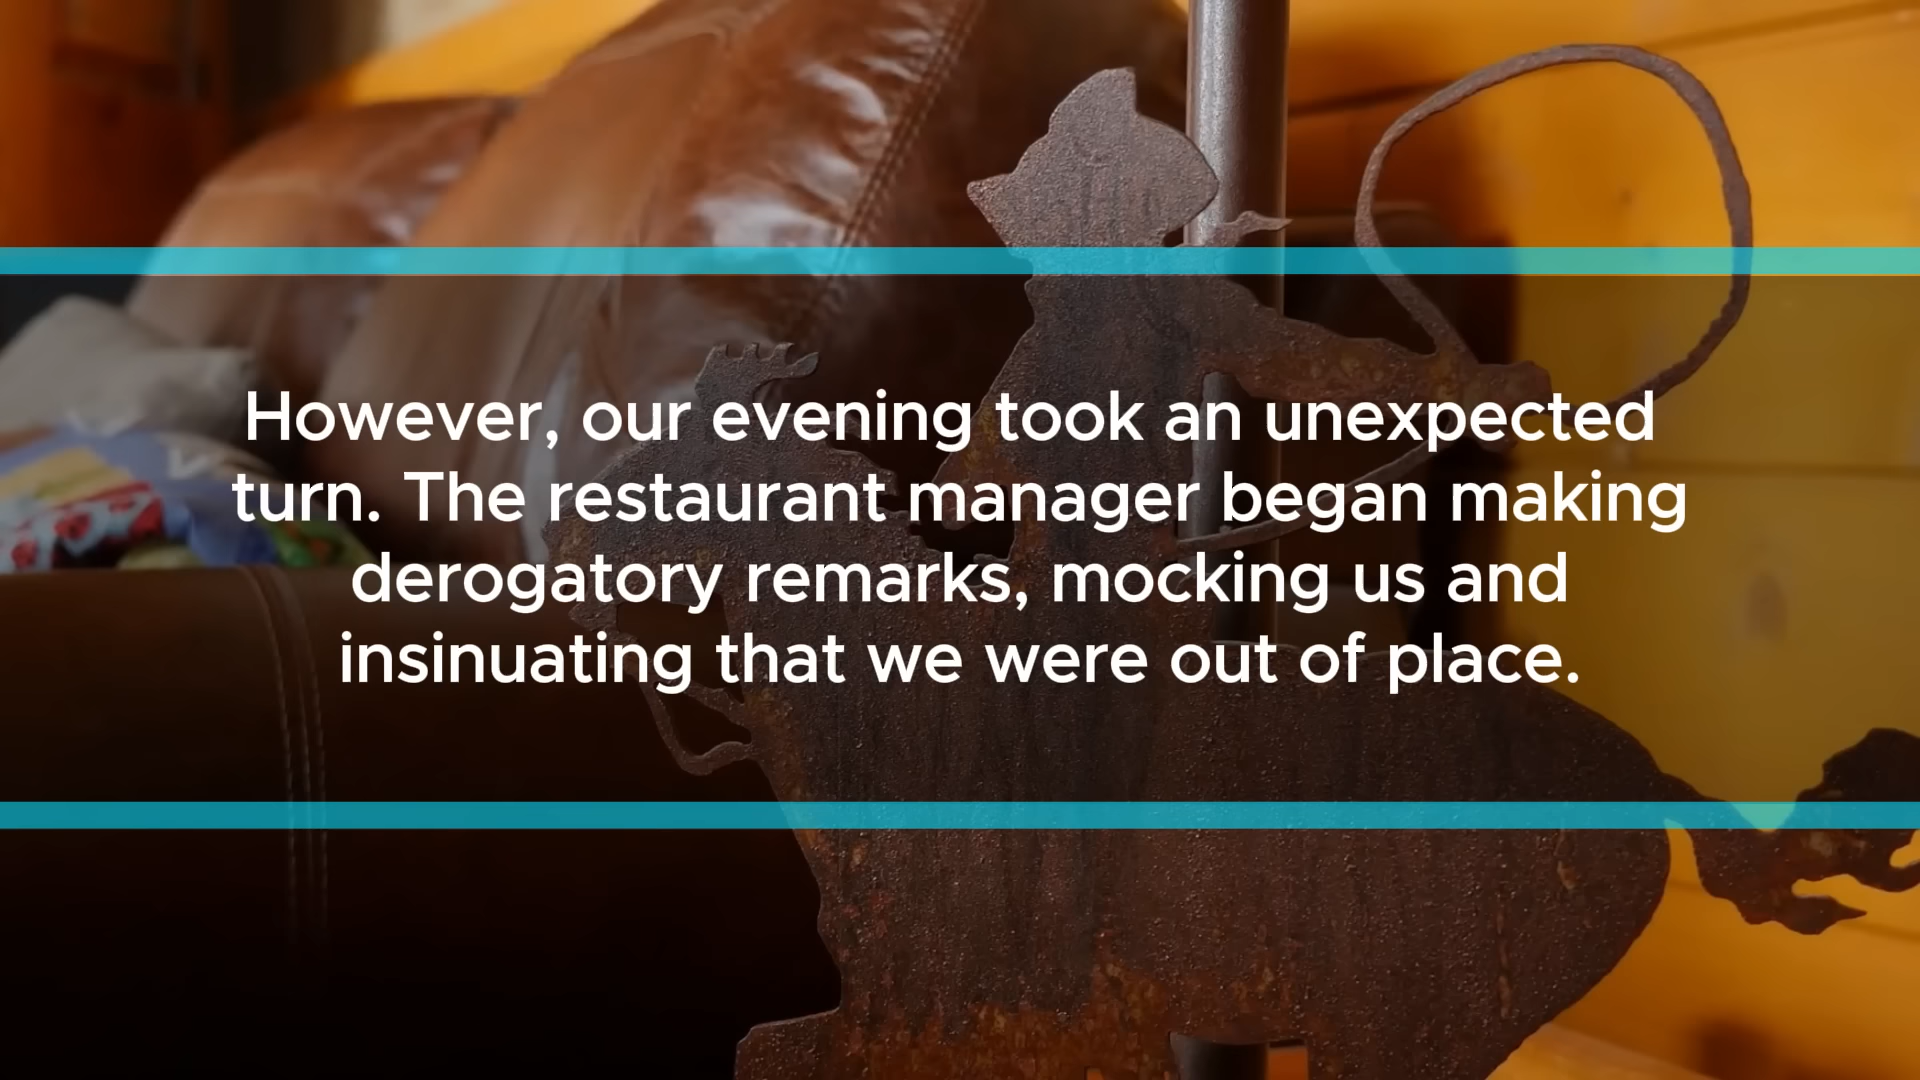 However, our evening took an unexpected
turn. The restaurant manager began making
derogatory remarks, mocking us and
insinuating that we were out of place.